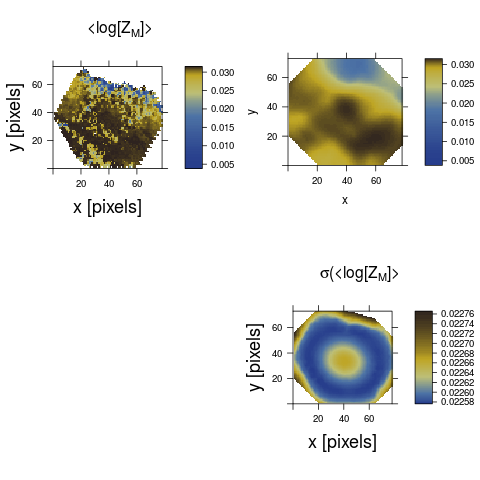 <log[Z_M]>
y [pixels]
60
40
20
20 40 60
x [pixels]
0.030
0.025
0.020
0.015
0.010
0.005
y
60
40
20
20 40 60
x
0.030
0.025
0.020
0.015
0.010
0.005
σ(<log[Z_M]>
y [pixels]
60
40
20
20 40 60
x [pixels]
0.02276
0.02274
0.02272
0.02270
0.02268
0.02266
0.02264
0.02262
0.02260
0.02258